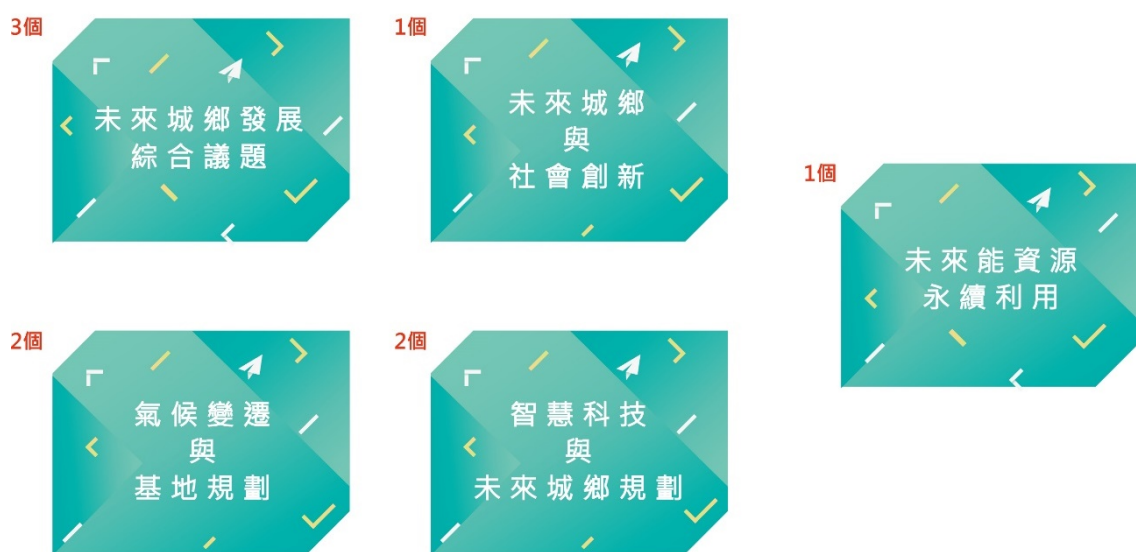 3個
未來城鄉發展
綜合議題
1個
未來城鄉
與
社會創新
1個
未來能資源
永續利用
2個
氣候變遷
與
基地規劃
2個
智慧科技
與
未來城鄉規劃